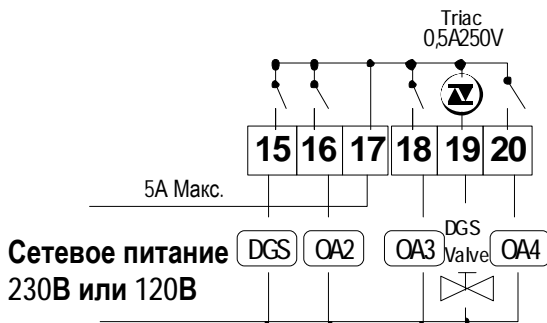 Triac
0,5A250V
15 16 17 18 19 20
5А Макс.
DGS OA2 OA3 DGS Valve OA4
Сетевое питание
230В или 120В